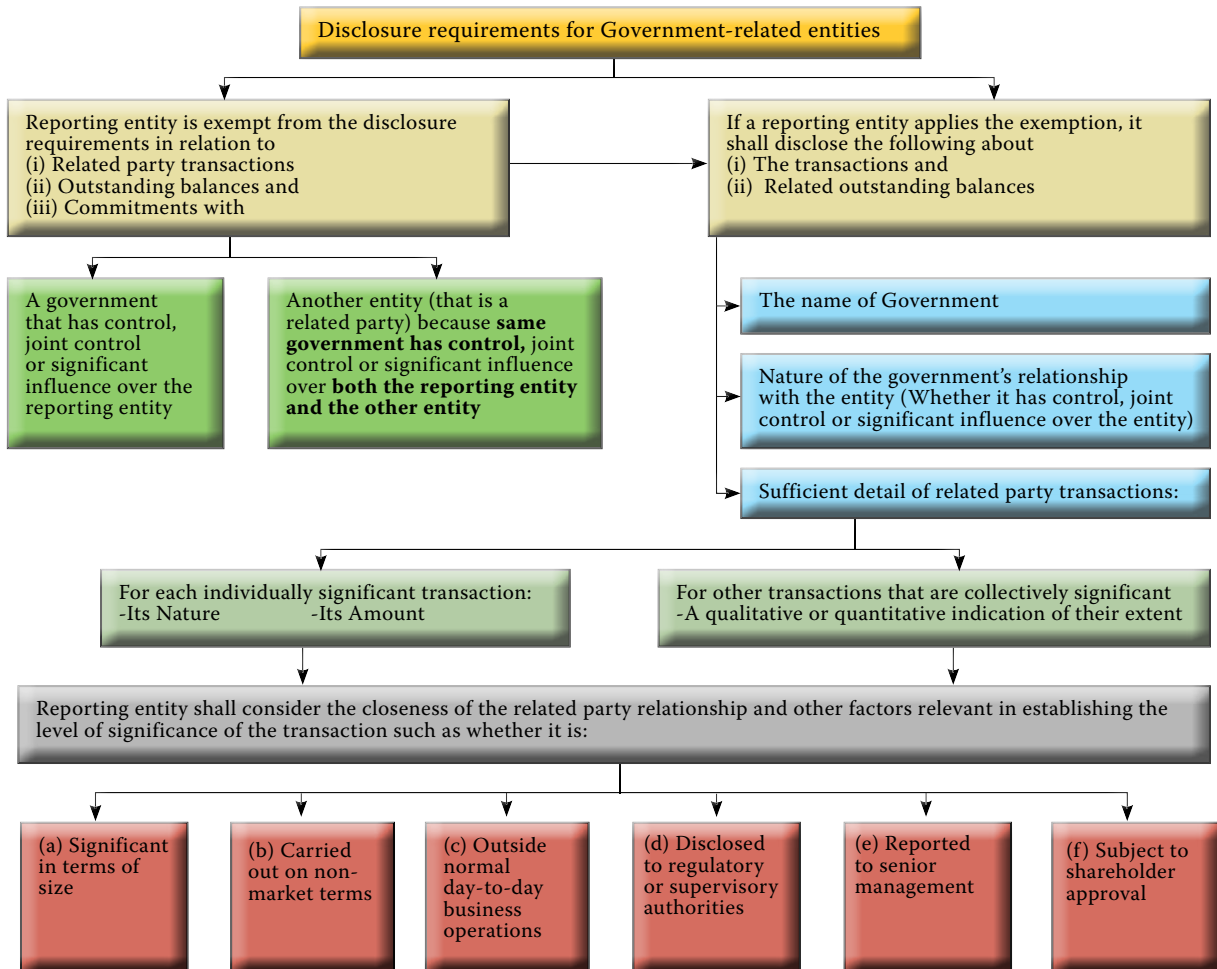 Disclosure requirements for Government-related entities
Reporting entity is exempt from the disclosure
requirements in relation to
(i) Related party transactions
(ii) Outstanding balances and
(iii) Commitments with
If a reporting entity applies the exemption, it
shall disclose the following about
(i) The transactions and
(ii) Related outstanding balances
A government
that has control,
joint control
or significant
influence over the
reporting entity
Another entity (that is a
related party) because same
government has control, joint
control or significant influence
over both the reporting entity
and the other entity
The name of Government
Nature of the government's relationship
with the entity (Whether it has control, joint
control or significant influence over the entity)
Sufficient detail of related party transactions:
For each individually significant transaction:
-Its Nature -Its Amount
For other transactions that are collectively significant
-A qualitative or quantitative indication of their extent
Reporting entity shall consider the closeness of the related party relationship and other factors relevant in establishing the
level of significance of the transaction such as whether it is:
(a) Significant
in terms of
size
(b) Carried
out on non-
market terms
(c) Outside
normal
day-to-day
business
operations
(d) Disclosed
to regulatory
or supervisory
authorities
(e) Reported
to senior
management
(f) Subject to
shareholder
approval